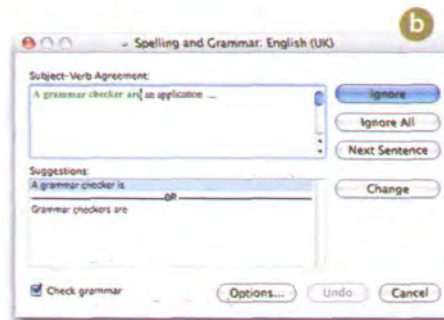 b
Spelling and Grammar: English (UK)
Subject-Verb Agreement:
A grammar checker are an application ...
Ignore
Ignore All
Next Sentence
Suggestions:
A grammar checker is
OR
Grammar checkers are
Change
Check grammar
Options...
Undo
Cancel